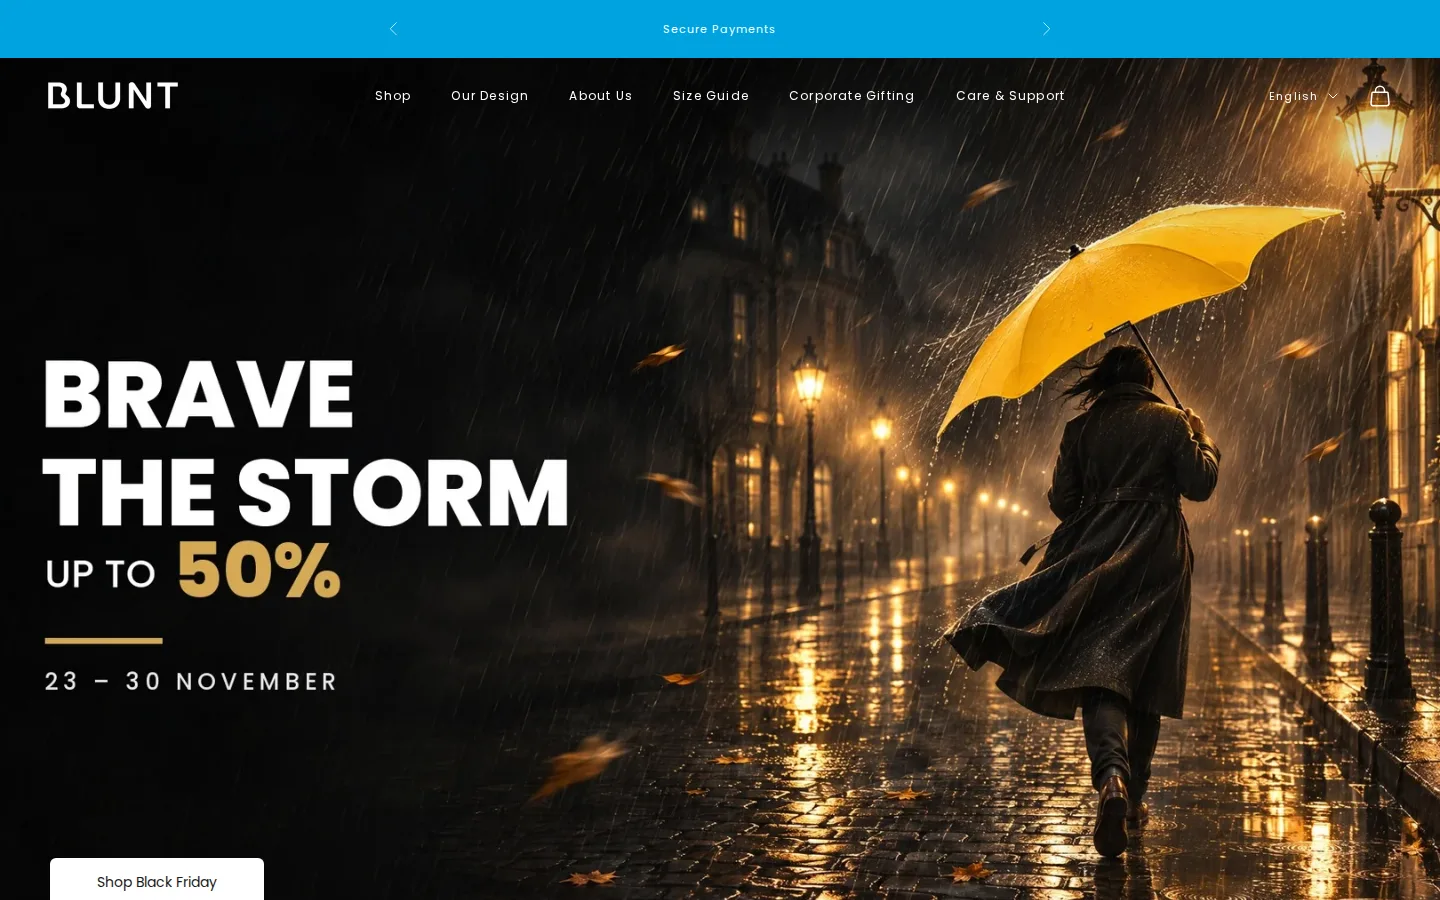 Secure Payments
BLUNT
Shop
Our Design
About Us
Size Guide
Corporate Gifting
Care & Support
English
BRAVE
THE STORM
UP TO 50%
23 – 30 NOVEMBER
Shop Black Friday